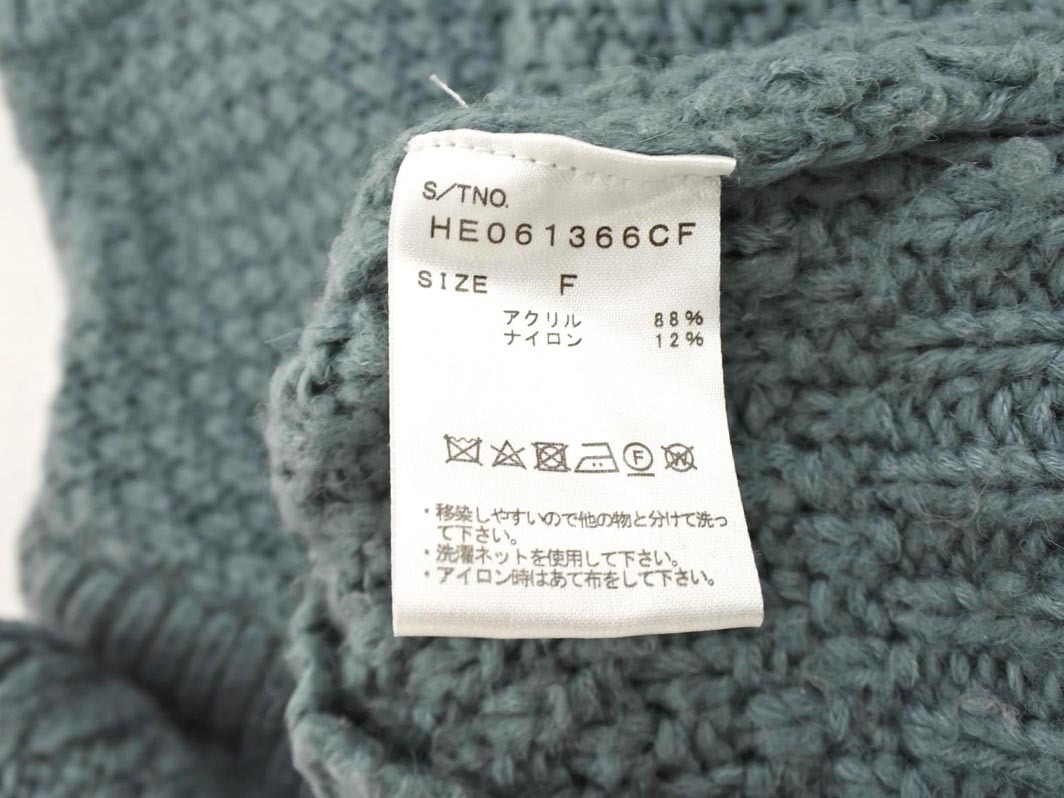 S/TNO.
HE061366CF
SIZE F
アクリル 88%
ナイロン 12%
F W
・移染しやすいので他の物と分けて洗っ
て下さい。
・洗濯ネットを使用して下さい。
・アイロン時はあて布をして下さい。